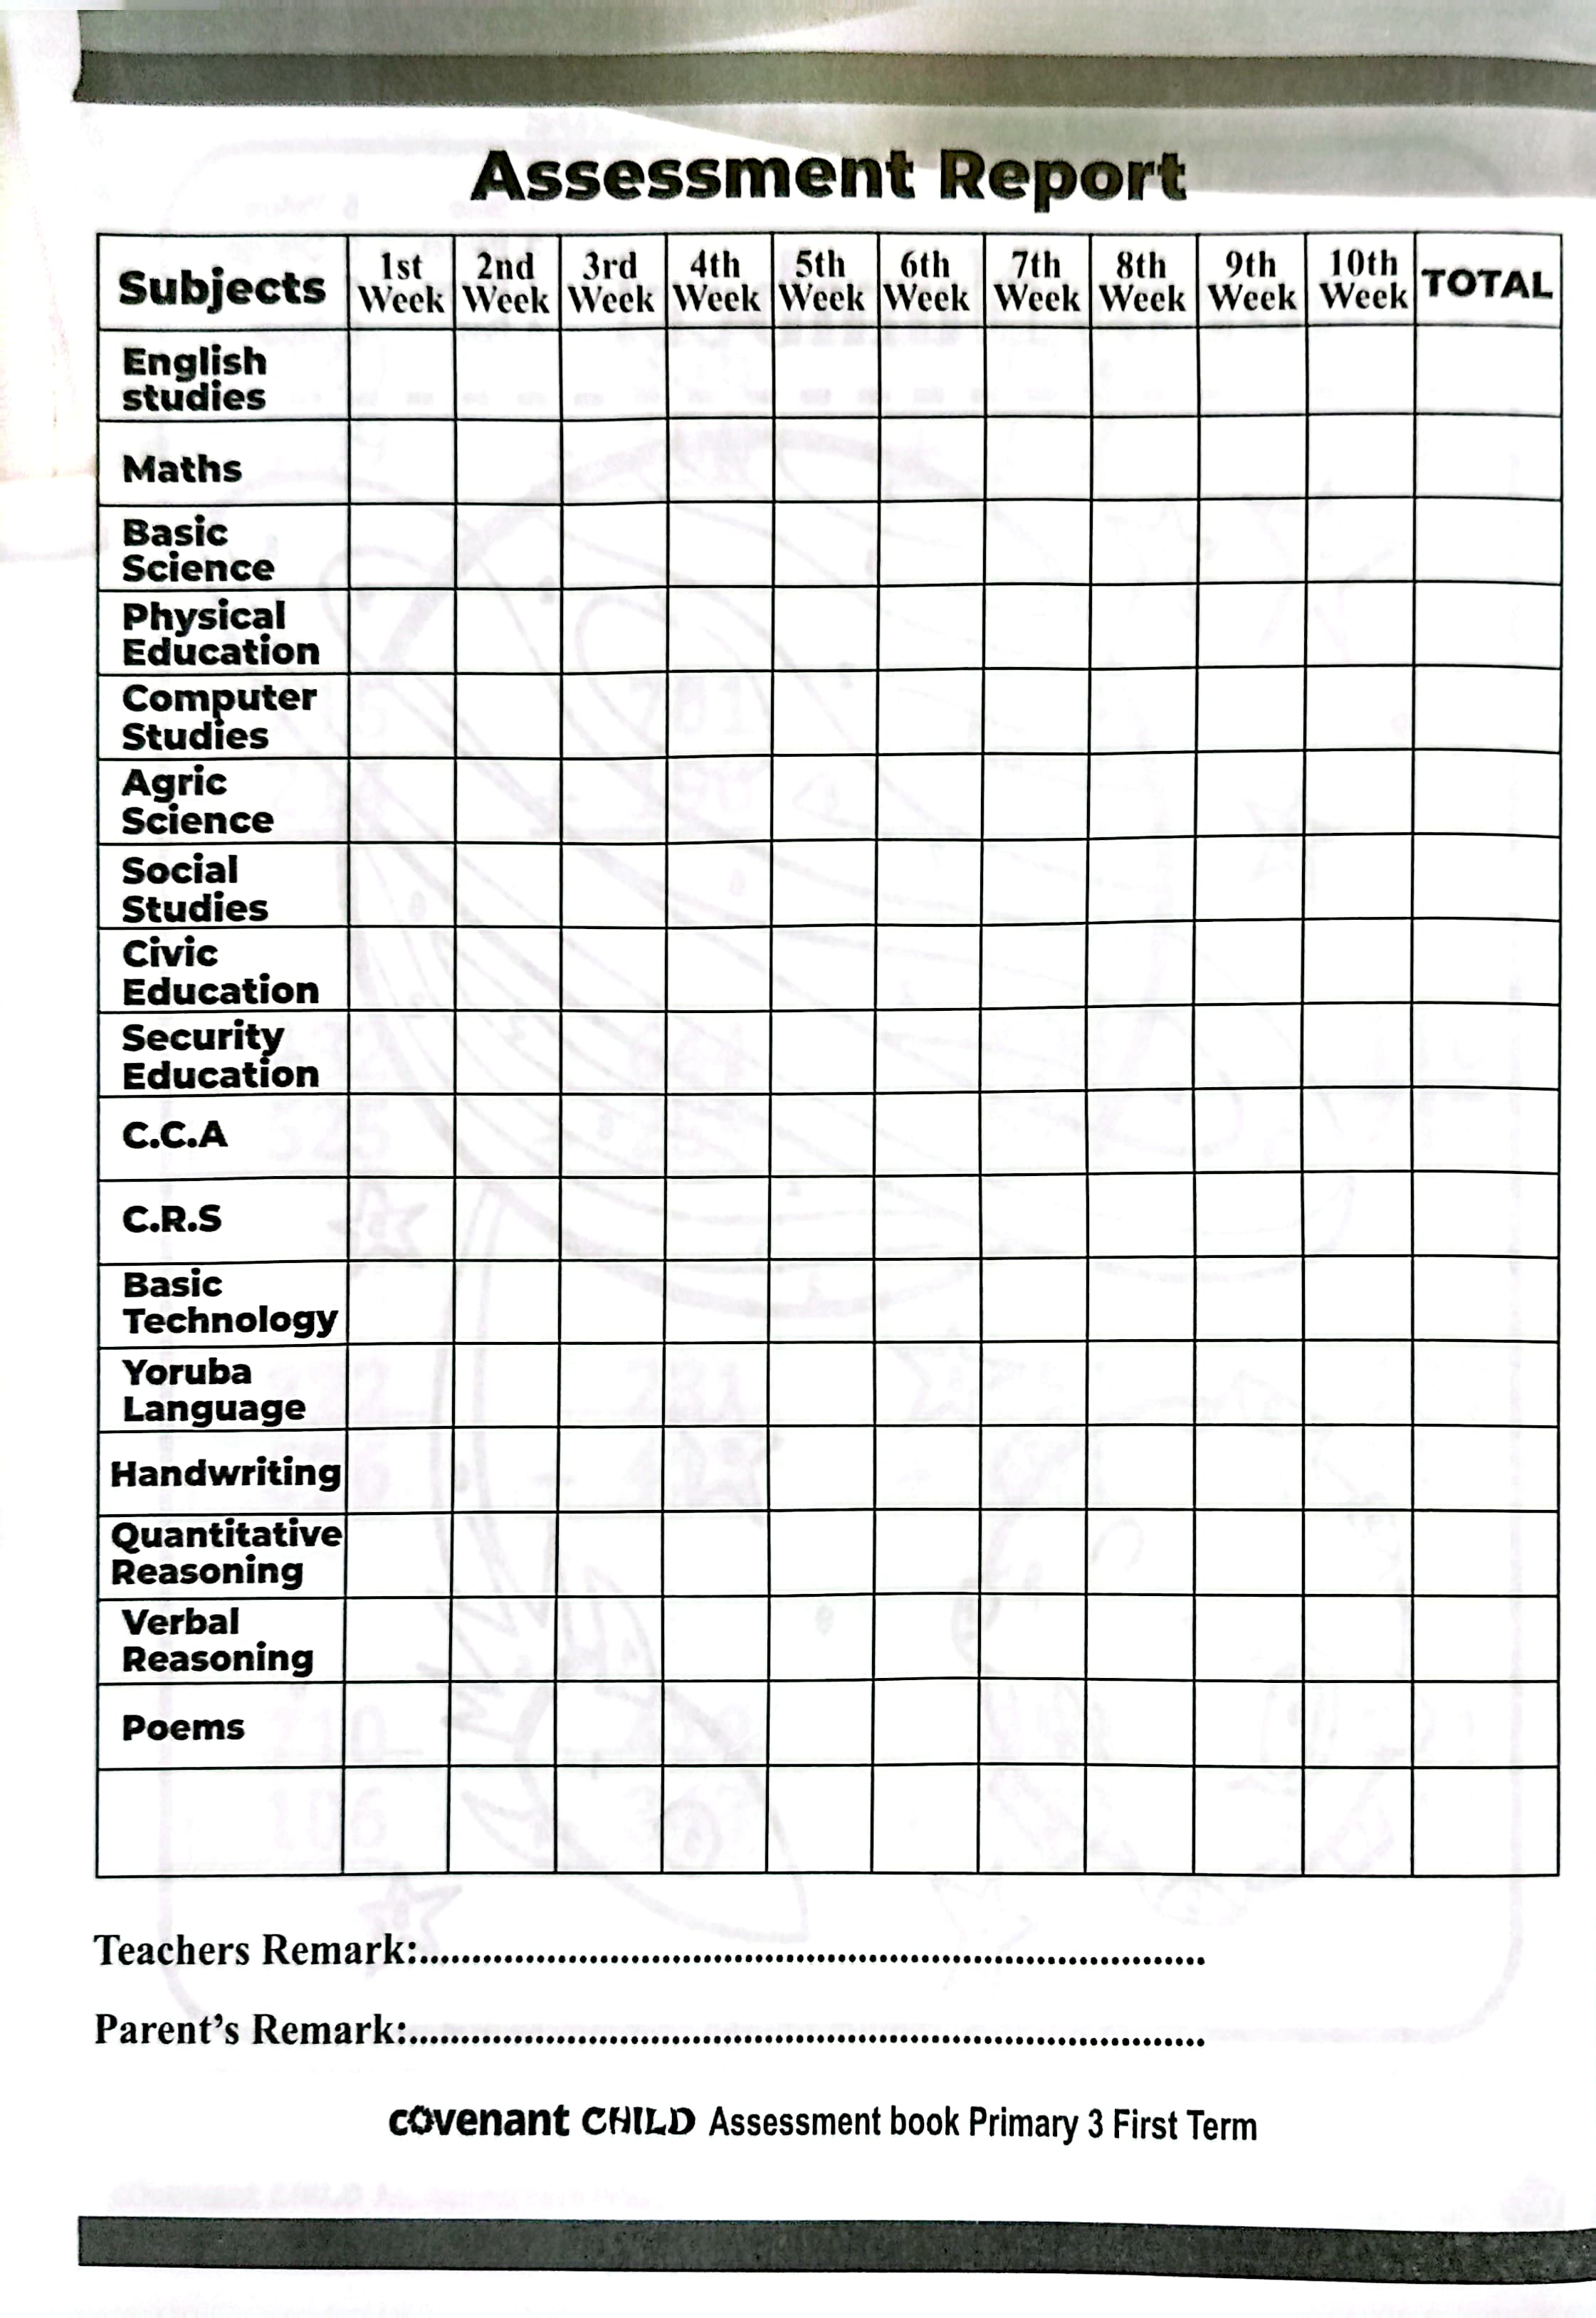 Assessment Report
Subjects 1st Week 2nd Week 3rd Week 4th Week 5th Week 6th Week 7th Week 8th Week 9th Week 10th Week TOTAL
English
studies
Maths
Basic
Science
Physical
Education
Computer
Studies
Agric
Science
Social
Studies
Civic
Education
Security
Education
C.C.A
C.R.S
Basic
Technology
Yoruba
Language
Handwriting
Quantitative
Reasoning
Verbal
Reasoning
Poems
Teachers Remark:..........................................................................
Parent’s Remark:..........................................................................
covenant CHILD Assessment book Primary 3 First Term